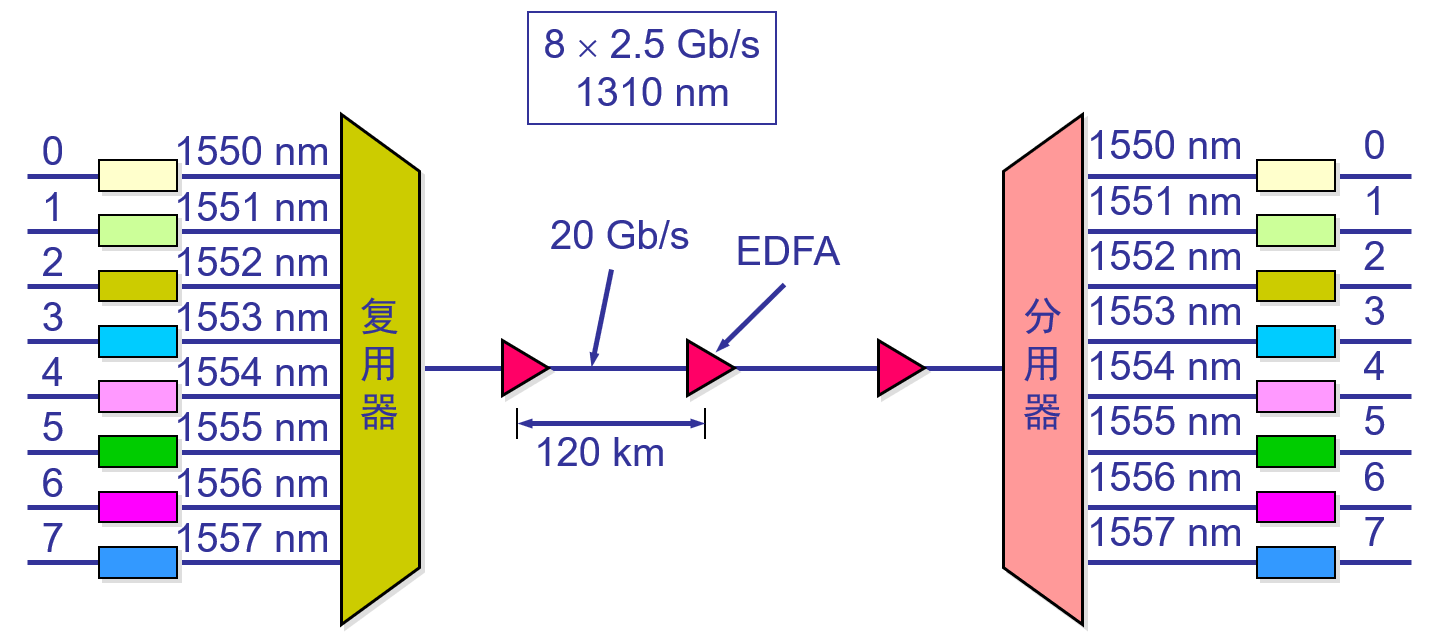 8 × 2.5 Gb/s
1310 nm
0 1550 nm
1 1551 nm
2 1552 nm
3 1553 nm
4 1554 nm
5 1555 nm
6 1556 nm
7 1557 nm
复
用
器
20 Gb/s
EDFA
120 km
分
用
器
1550 nm 0
1551 nm 1
1552 nm 2
1553 nm 3
1554 nm 4
1555 nm 5
1556 nm 6
1557 nm 7